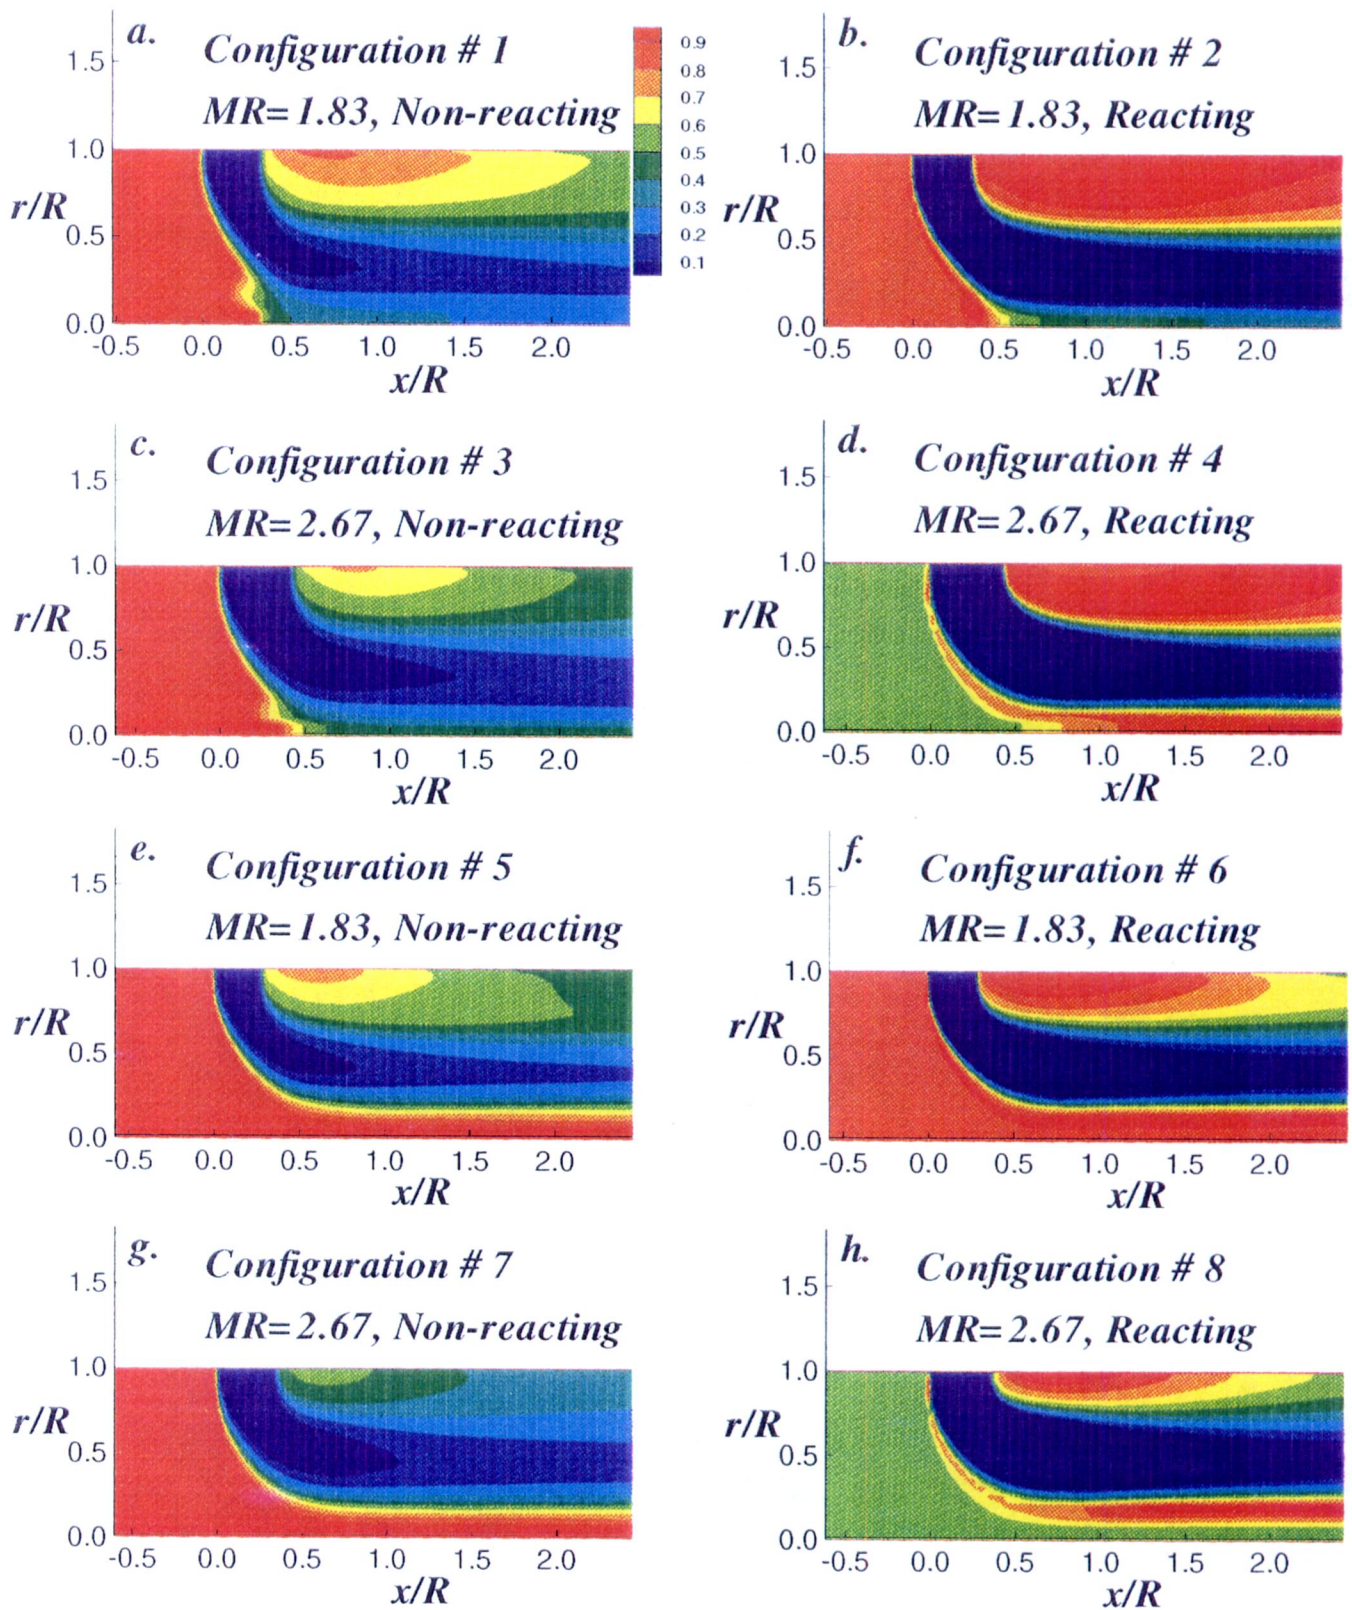 a. Configuration # 1
MR= 1.83, Non-reacting
0.9
0.8
0.7
0.6
0.5
0.4
0.3
0.2
0.1
1.5
1.0
r/R
0.5
0.0
-0.5 0.0 0.5 1.0 1.5 2.0
x/R
b. Configuration # 2
MR= 1.83, Reacting
1.5
1.0
r/R
0.5
0.0
-0.5 0.0 0.5 1.0 1.5 2.0
x/R
c. Configuration # 3
MR= 2.67, Non-reacting
1.5
1.0
r/R
0.5
0.0
-0.5 0.0 0.5 1.0 1.5 2.0
x/R
d. Configuration # 4
MR= 2.67, Reacting
1.5
1.0
r/R
0.5
0.0
-0.5 0.0 0.5 1.0 1.5 2.0
x/R
e. Configuration # 5
MR= 1.83, Non-reacting
1.5
1.0
r/R
0.5
0.0
-0.5 0.0 0.5 1.0 1.5 2.0
x/R
f. Configuration # 6
MR= 1.83, Reacting
1.5
1.0
r/R
0.5
0.0
-0.5 0.0 0.5 1.0 1.5 2.0
x/R
g. Configuration # 7
MR= 2.67, Non-reacting
1.5
1.0
r/R
0.5
0.0
-0.5 0.0 0.5 1.0 1.5 2.0
x/R
h. Configuration # 8
MR= 2.67, Reacting
1.5
1.0
r/R
0.5
0.0
-0.5 0.0 0.5 1.0 1.5 2.0
x/R